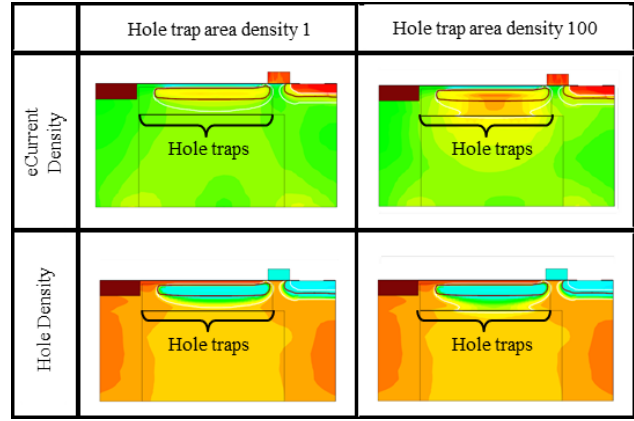 Hole trap area density 1
Hole trap area density 100
eCurrent
Density
Hole traps
Hole traps
Hole Density
Hole traps
Hole traps